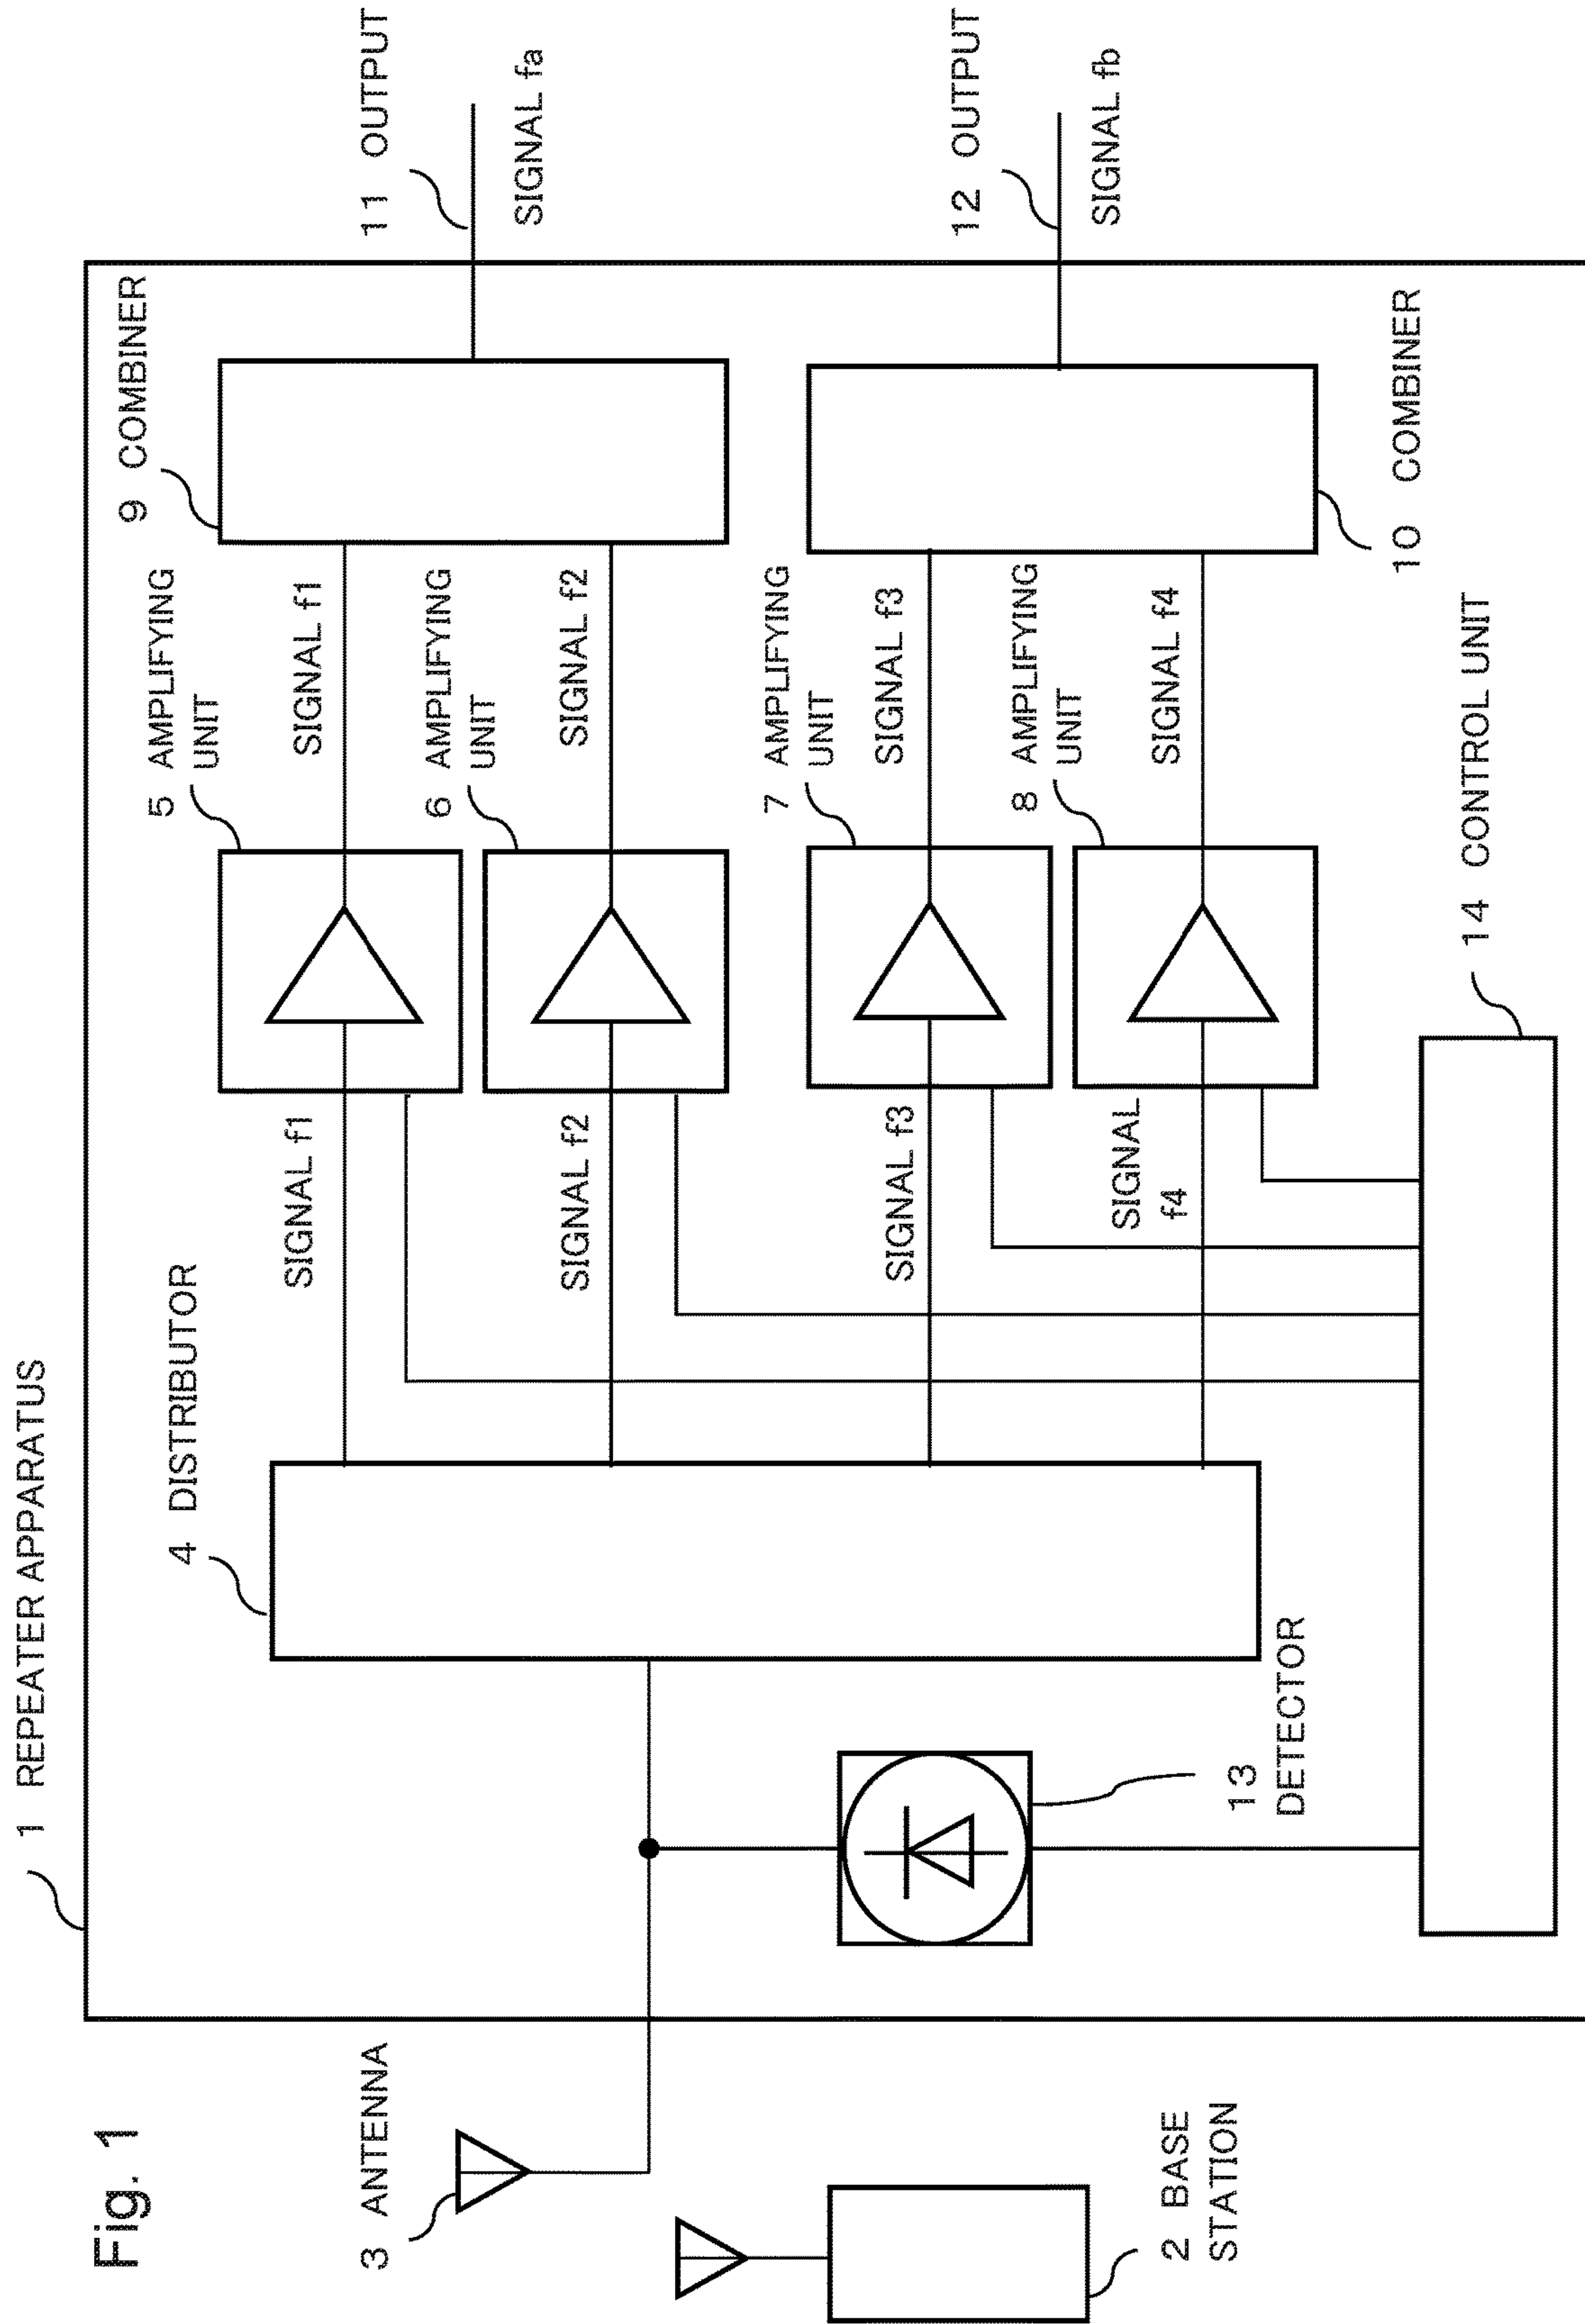 Fig. 1
1 REPEATER APPARATUS
3 ANTENNA
2 BASE
STATION
4 DISTRIBUTOR
13
DETECTOR
SIGNAL f1
SIGNAL f2
SIGNAL f3
SIGNAL
f4
5 AMPLIFYING
UNIT
6 AMPLIFYING
UNIT
7 AMPLIFYING
UNIT
8 AMPLIFYING
UNIT
SIGNAL f1
SIGNAL f2
SIGNAL f3
SIGNAL f4
9 COMBINER
10 COMBINER
14 CONTROL UNIT
11 OUTPUT
SIGNAL fa
12 OUTPUT
SIGNAL fb